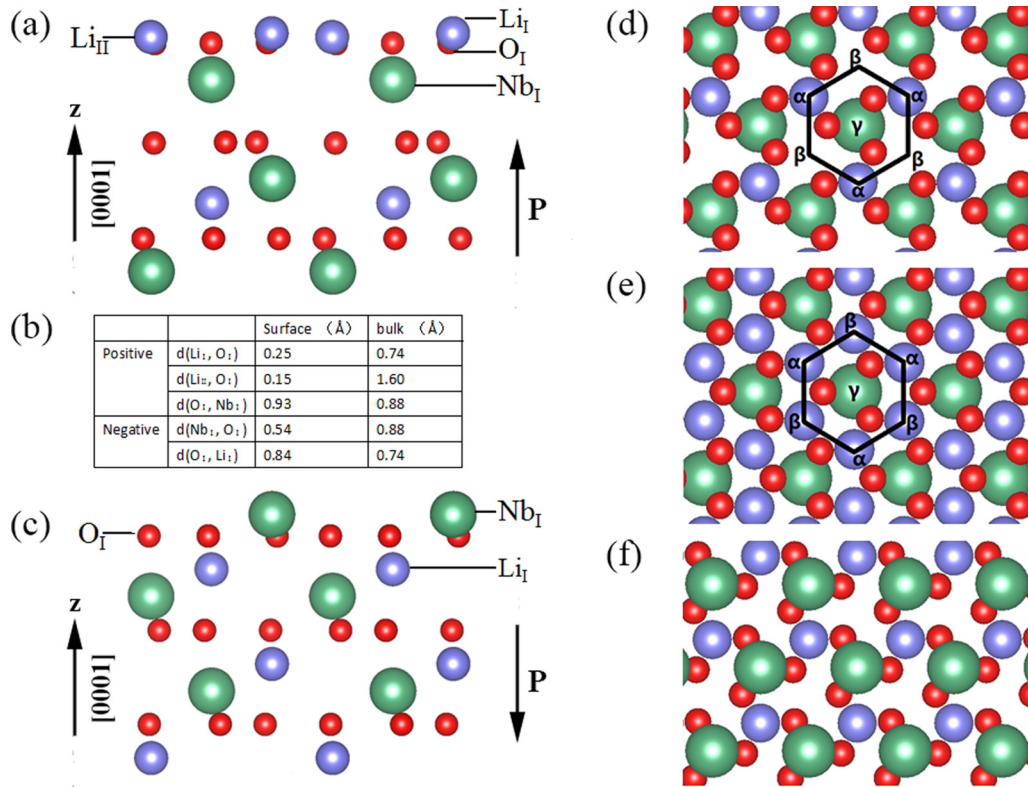 (a)
Li_II
Li_I
O_I
Nb_I
z
[0001]
P
(b)
Surface （Å） bulk （Å）
Positive d(Li_I, O_I) 0.25 0.74
d(Li_II, O_I) 0.15 1.60
d(O_I, Nb_I) 0.93 0.88
Negative d(Nb_I, O_I) 0.54 0.88
d(O_I, Li_I) 0.84 0.74
(c)
O_I
Nb_I
Li_I
z
[0001]
P
(d)
β
α α
γ
β β
α
(e)
β
α α
γ
β β
α
(f)